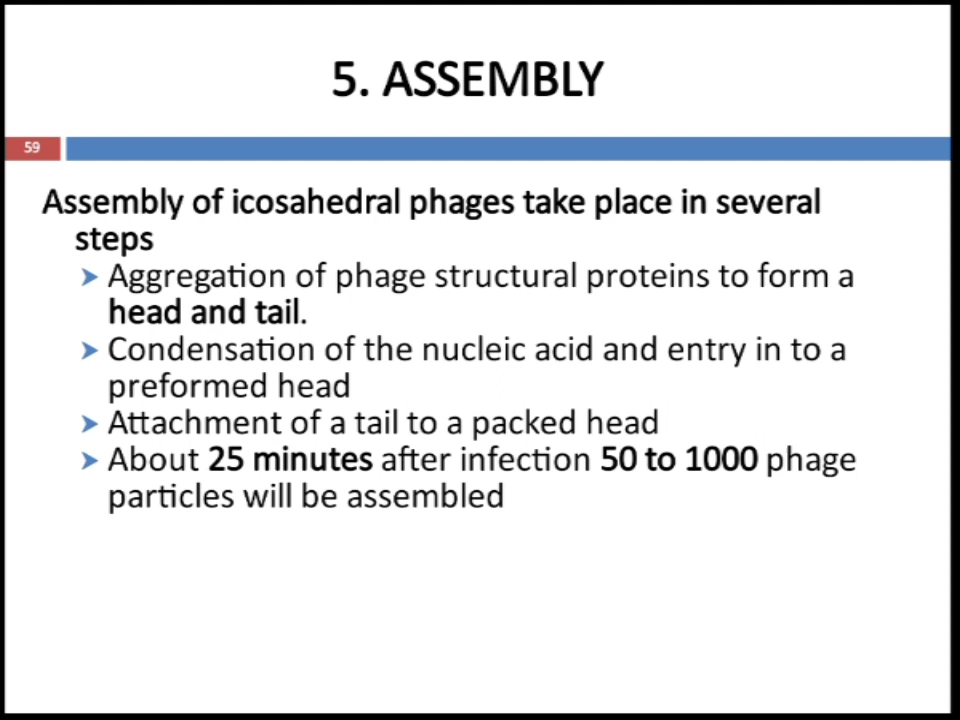 5. ASSEMBLY
59
Assembly of icosahedral phages take place in several
steps
➤ Aggregation of phage structural proteins to form a
head and tail.
➤ Condensation of the nucleic acid and entry in to a
preformed head
➤ Attachment of a tail to a packed head
➤ About 25 minutes after infection 50 to 1000 phage
particles will be assembled